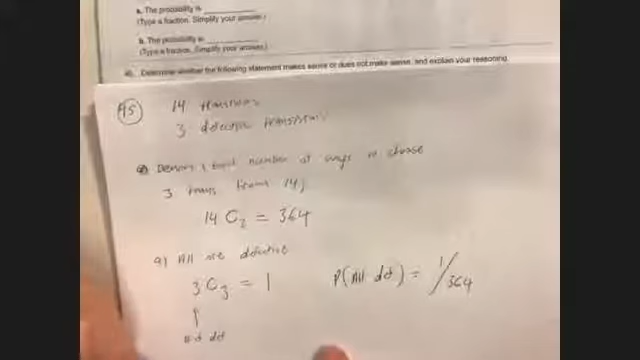 a. The probability is
(Type a fraction. Simplify your answer.)
b. The probability is
(Type a fraction. Simplify your answer.)
Determine whether the following statement makes sense or does not make sense, and explain your reasoning.
45
14 transistors
3 defective transistors
total number of ways to choose
3 trans from 14,
14 C3 = 364
a) All are defective
3C3 = 1
P(All def) = 1/364
# of def